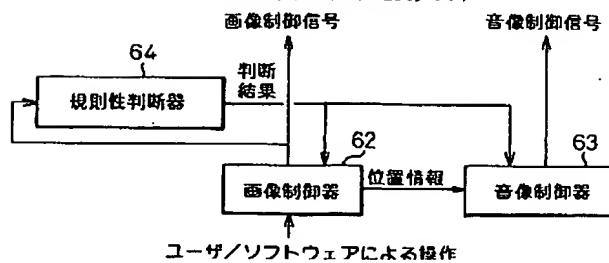 画像制御信号
音像制御信号
64
規則性判断器
判断
結果
62
画像制御器
位置情報
63
音像制御器
ユーザ/ソフトウェアによる操作